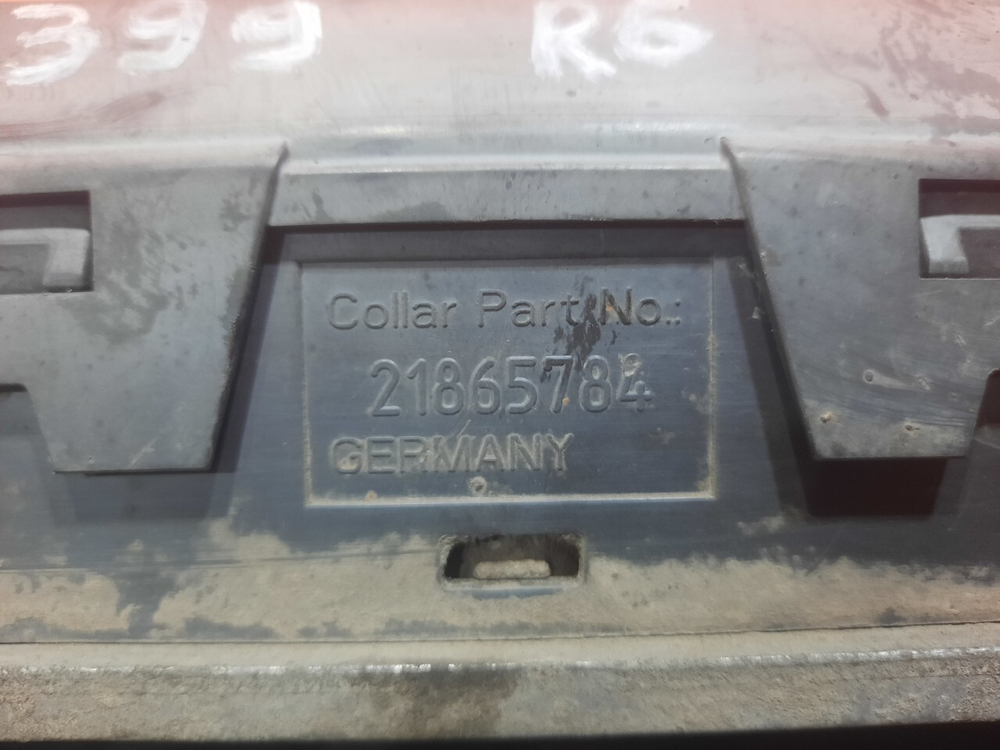 399 R6
Collar Part No.:
21865784
GERMANY